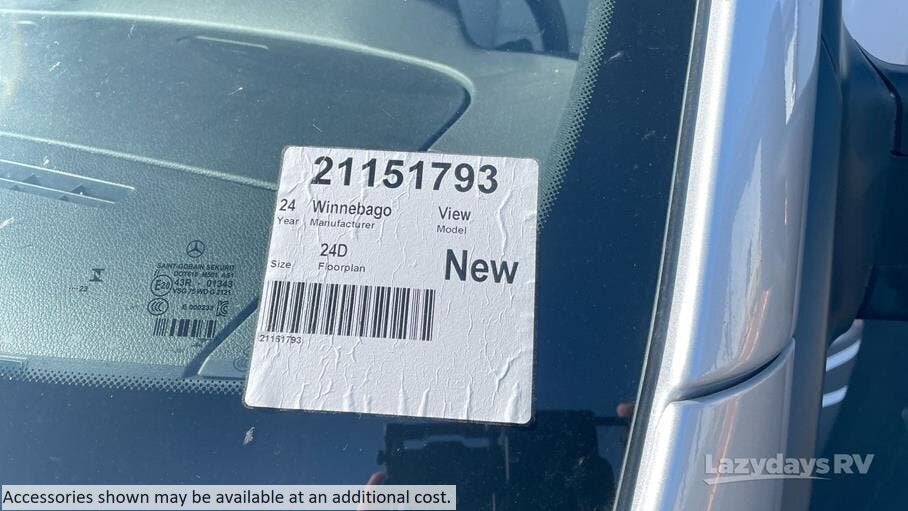 21151793
24 Winnebago View
Year Manufacturer Model
24D
Size Floorplan
New
21151793
SAINT-GOBAIN SEKURIT
43R - 01343
Lazydays RV
Accessories shown may be available at an additional cost.